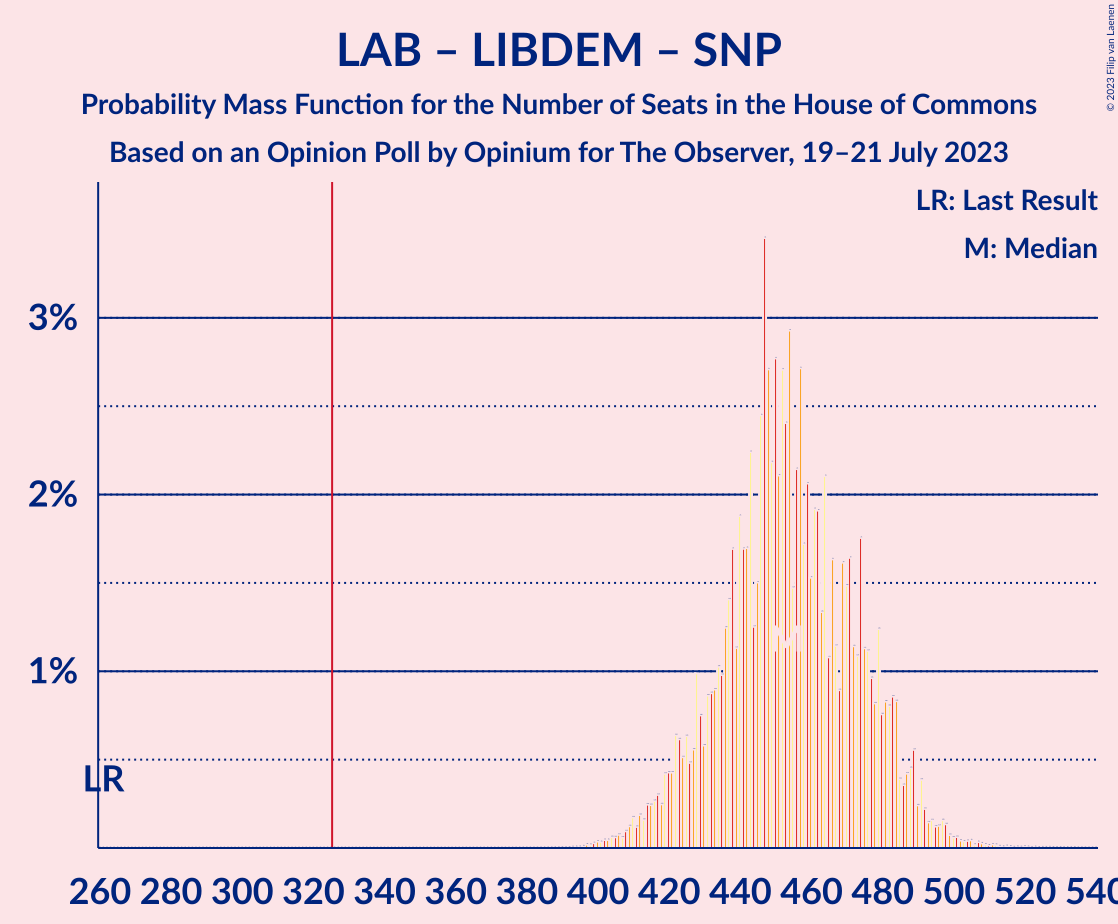 LAB – LIBDEM – SNP
Probability Mass Function for the Number of Seats in the House of Commons
Based on an Opinion Poll by Opinium for The Observer, 19–21 July 2023
© 2023 Filip van Laenen
LR: Last Result
M: Median
3%
2%
1%
M
LR
260 280 300 320 340 360 380 400 420 440 460 480 500 520 540